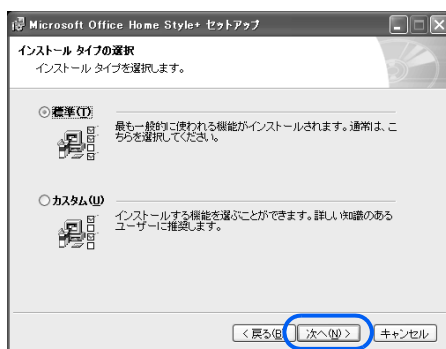 Microsoft Office Home Style+ セットアップ
インストール タイプの選択
インストール タイプを選択します。
標準(T)
最も一般的に使われる機能がインストールされます。通常は、こ
ちらを選択してください。
カスタム(U)
インストールする機能を選ぶことができます。詳しい知識のある
ユーザーに推奨します。
< 戻る(B) 次へ(N) > キャンセル